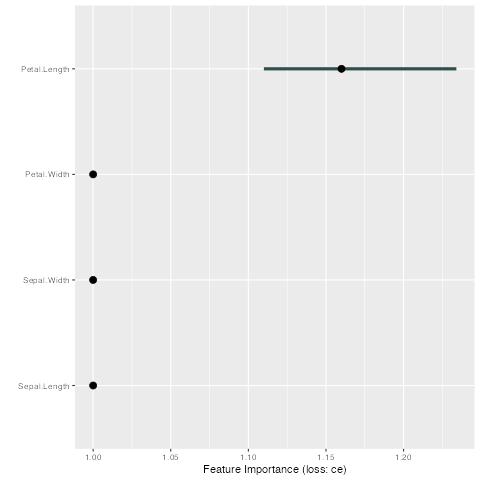 Petal.Length
Petal.Width
Sepal.Width
Sepal.Length
1.00 1.05 1.10 1.15 1.20
Feature Importance (loss: ce)